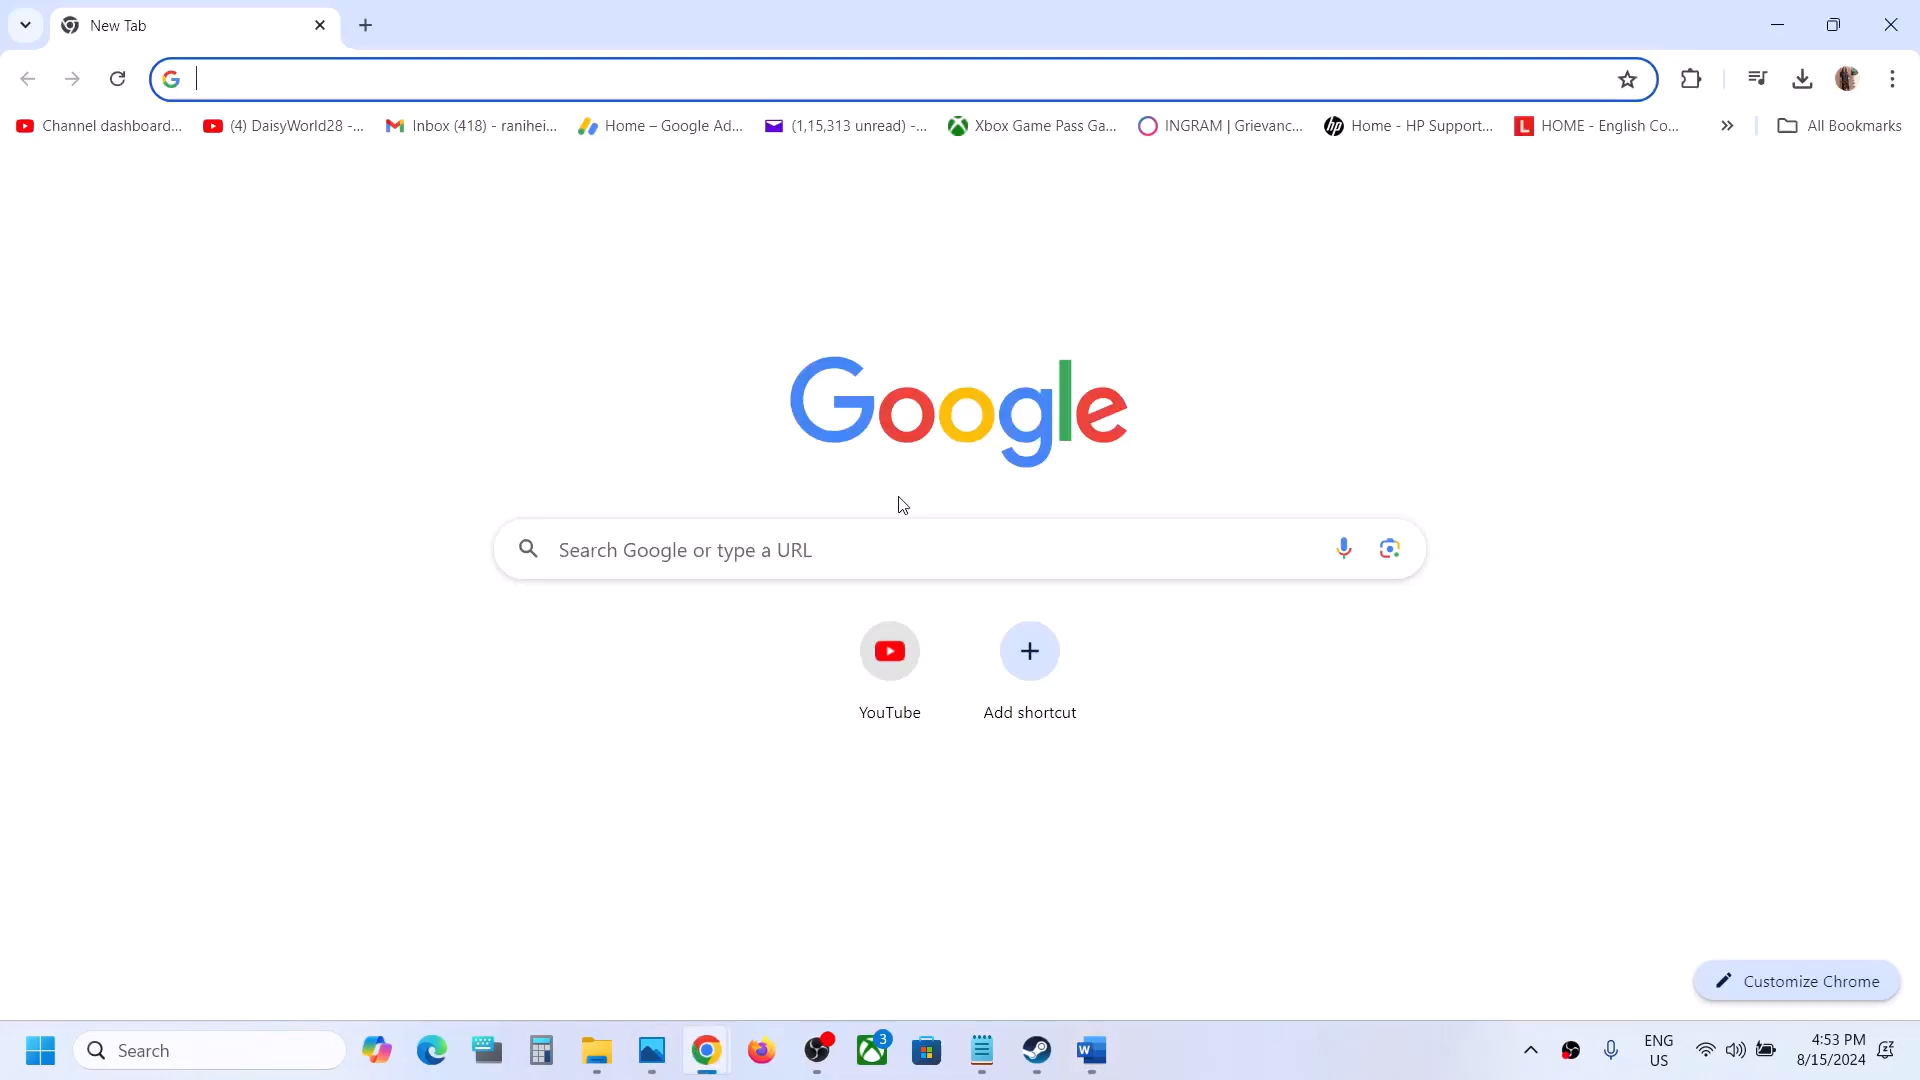 New Tab
Channel dashboard...
(4) DaisyWorld28 -...
Inbox (418) - ranihei...
Home – Google Ad...
(1,15,313 unread) -...
Xbox Game Pass Ga...
INGRAM | Grievanc...
Home - HP Support...
HOME - English Co...
All Bookmarks
Google
Search Google or type a URL
YouTube
Add shortcut
Customize Chrome
Search
3
ENG
US
4:53 PM
8/15/2024